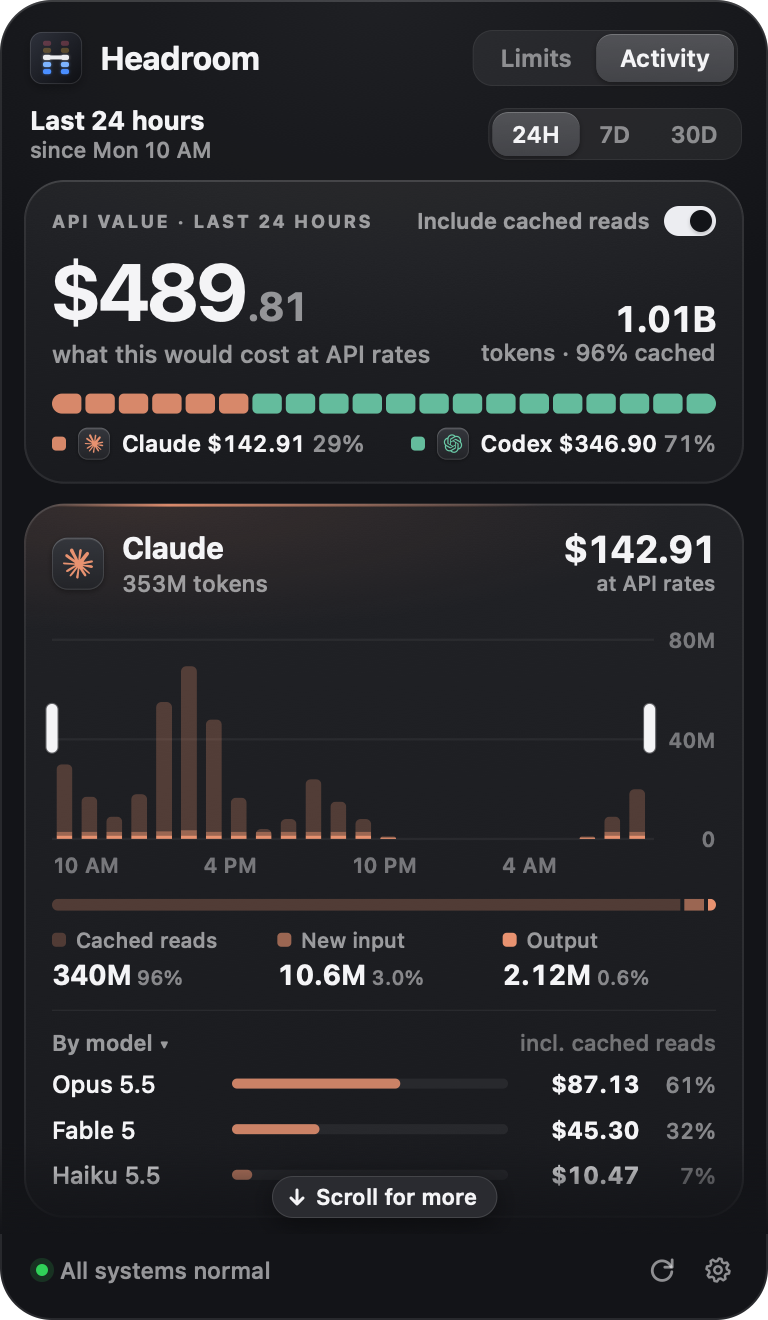 Headroom
Limits Activity
Last 24 hours
since Mon 10 AM
24H 7D 30D
API VALUE · LAST 24 HOURS
Include cached reads
$489.81
what this would cost at API rates
1.01B
tokens · 96% cached
Claude $142.91 29%
Codex $346.90 71%
Claude
353M tokens
$142.91
at API rates
80M
40M
0
10 AM 4 PM 10 PM 4 AM
Cached reads New input Output
340M 96% 10.6M 3.0% 2.12M 0.6%
By model ▾ incl. cached reads
Opus 5.5 $87.13 61%
Fable 5 $45.30 32%
Haiku 5.5 $10.47 7%
↓ Scroll for more
All systems normal